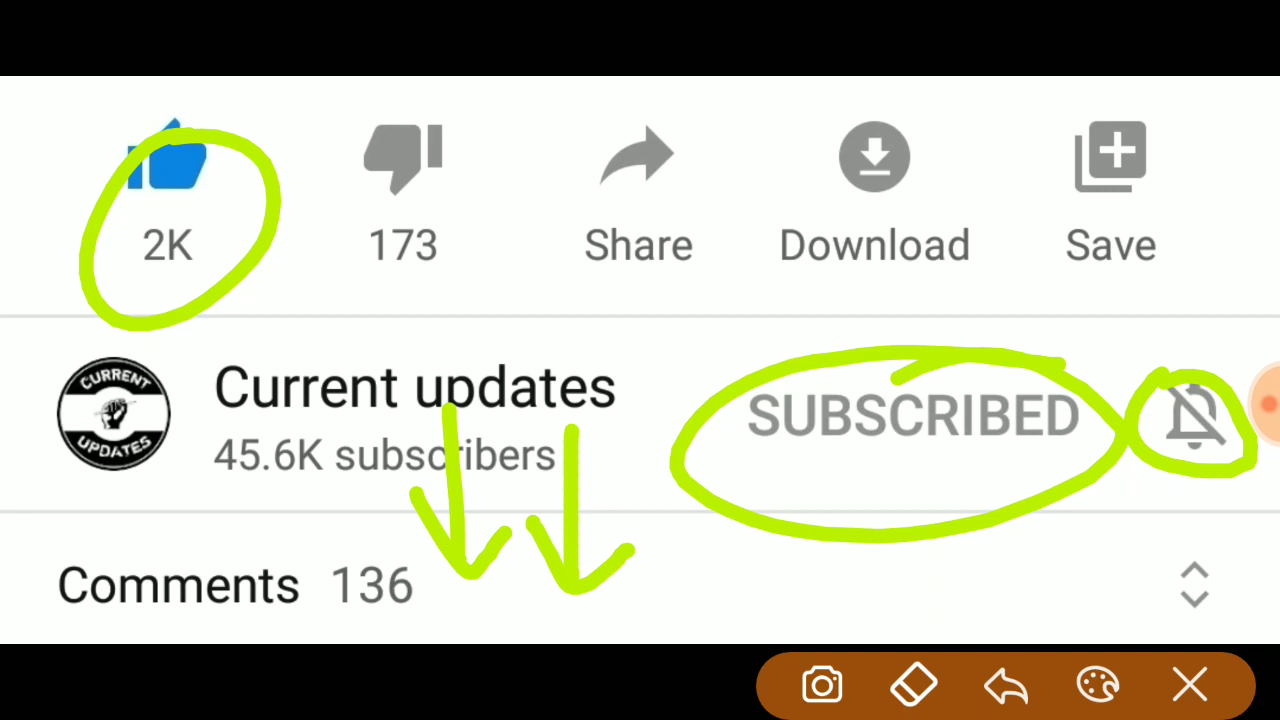 2K 173 Share Download Save
CURRENT
UPDATES
Current updates
45.6K subscribers
SUBSCRIBED
Comments 136